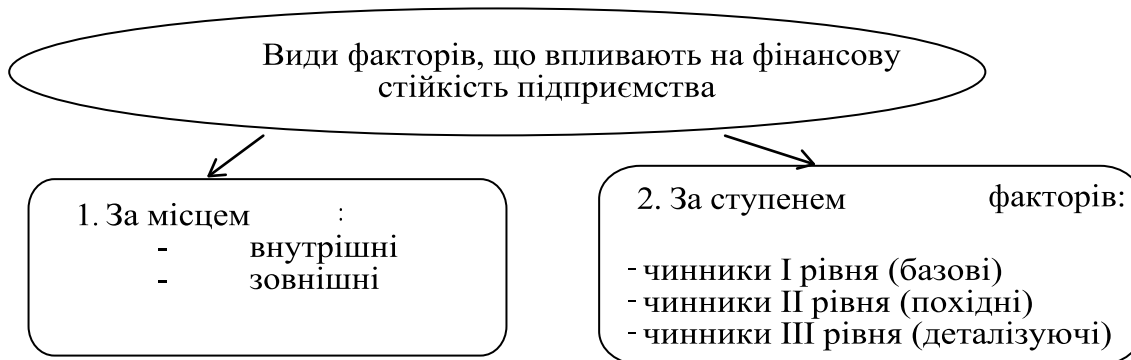 Види факторів, що впливають на фінансову
стійкість підприємства
1. За місцем :
- внутрішні
- зовнішні
2. За ступенем факторів:
- чинники I рівня (базові)
- чинники II рівня (похідні)
- чинники III рівня (деталізуючі)